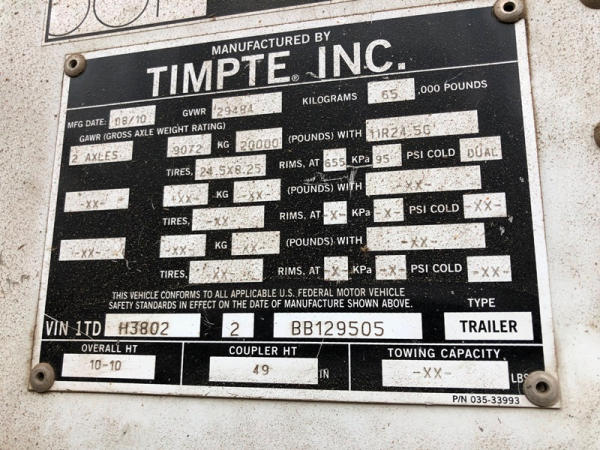 MANUFACTURED BY
TIMPTE® INC.
MFG DATE: 08/10 GVWR 29484 KILOGRAMS 65 ,000 POUNDS
GAWR (GROSS AXLE WEIGHT RATING)
2 AXLES 9072 KG 20000 (POUNDS) WITH 11R24.5G
TIRES, 24.5X8.25 RIMS, AT 655 KPa 95 PSI COLD DUAL
-XX- -XX- KG -XX- (POUNDS) WITH -XX-
TIRES, -XX- RIMS, AT -X- KPa -X- PSI COLD -XX-
-XX- -XX- KG -XX- (POUNDS) WITH -XX-
TIRES, -XX- RIMS, AT -X- KPa -X- PSI COLD -XX-
THIS VEHICLE CONFORMS TO ALL APPLICABLE U.S. FEDERAL MOTOR VEHICLE
SAFETY STANDARDS IN EFFECT ON THE DATE OF MANUFACTURE SHOWN ABOVE.
TYPE
VIN 1TD H3802 2 BB129505 TRAILER
OVERALL HT COUPLER HT TOWING CAPACITY
10-10 49 IN -XX- LBS
P/N 035-33993